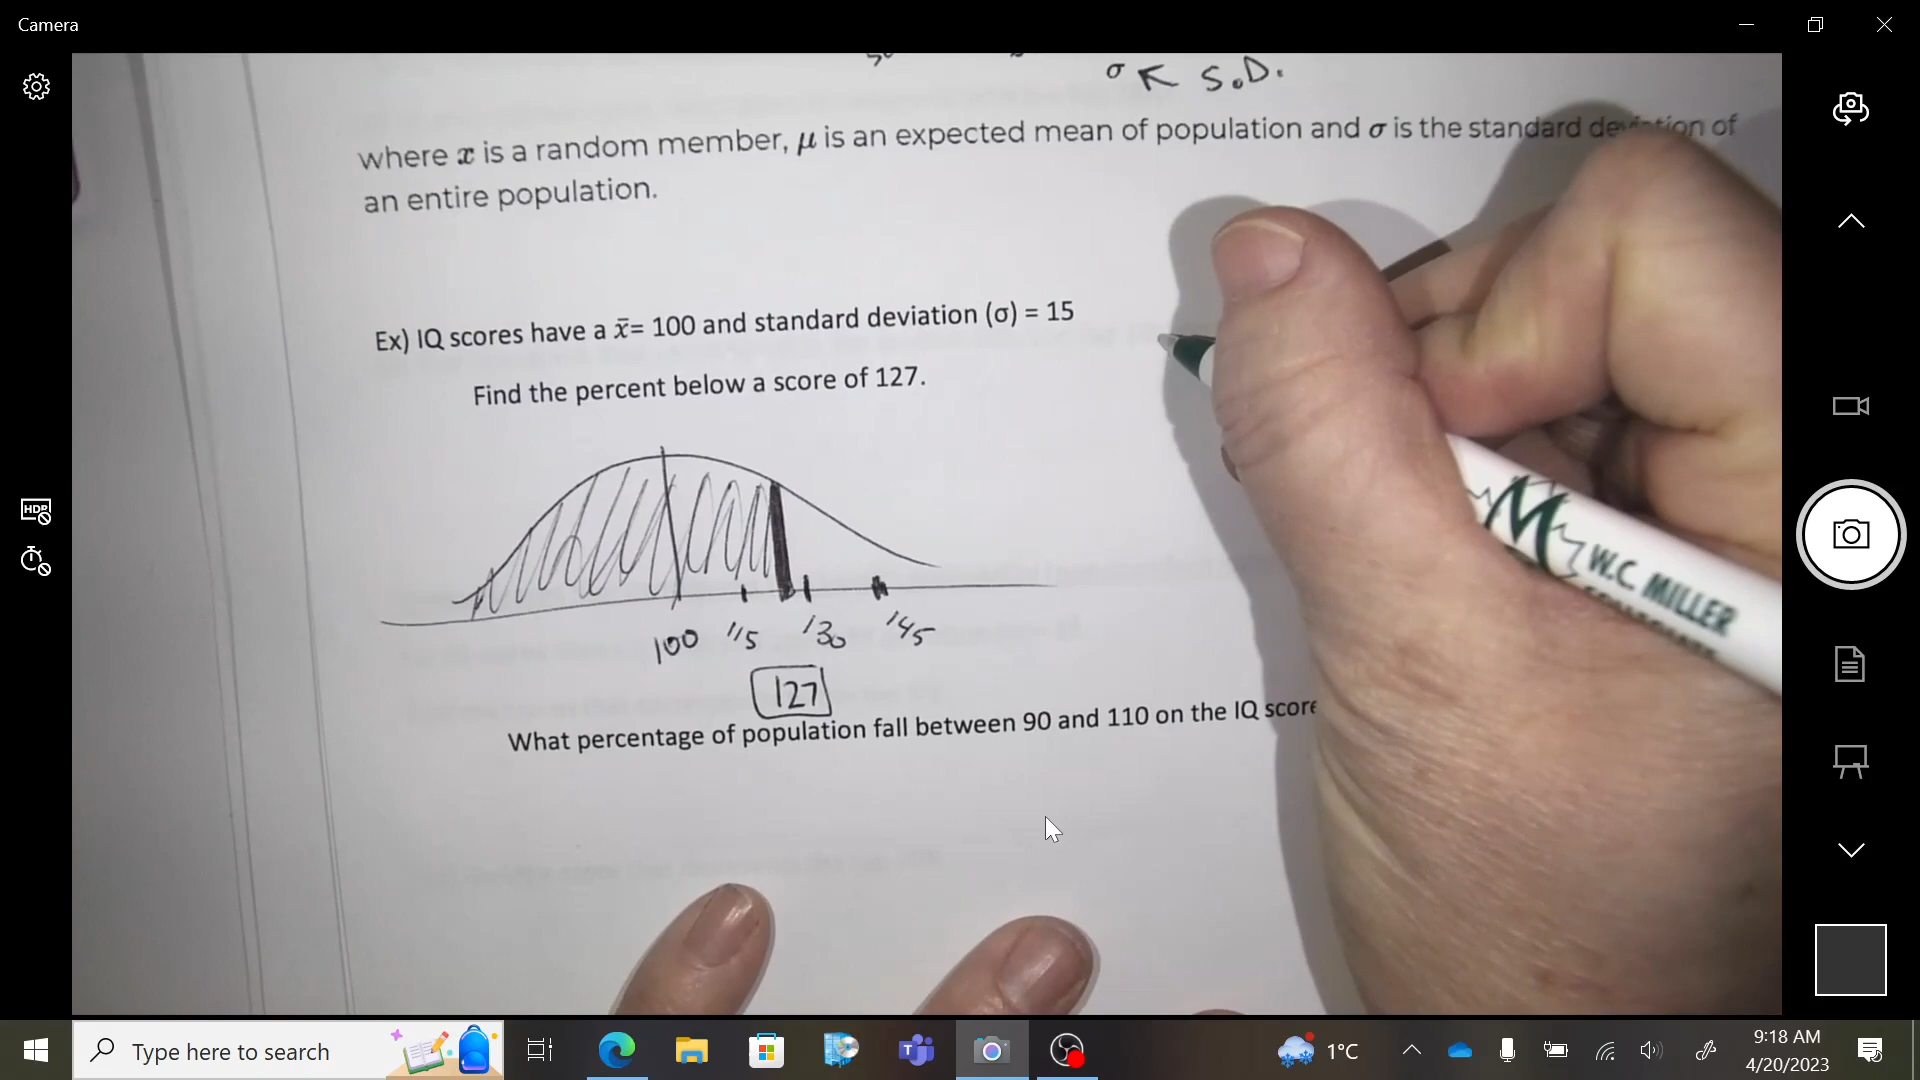 Camera
σ ↖ S.D.
where x is a random member, μ is an expected mean of population and σ is the standard deviation of
an entire population.
Ex) IQ scores have a x̄= 100 and standard deviation (σ) = 15
Find the percent below a score of 127.
100 115 130 145
127
What percentage of population fall between 90 and 110 on the IQ score
M W.C. MILLER
HDR
Type here to search
1°C
9:18 AM
4/20/2023